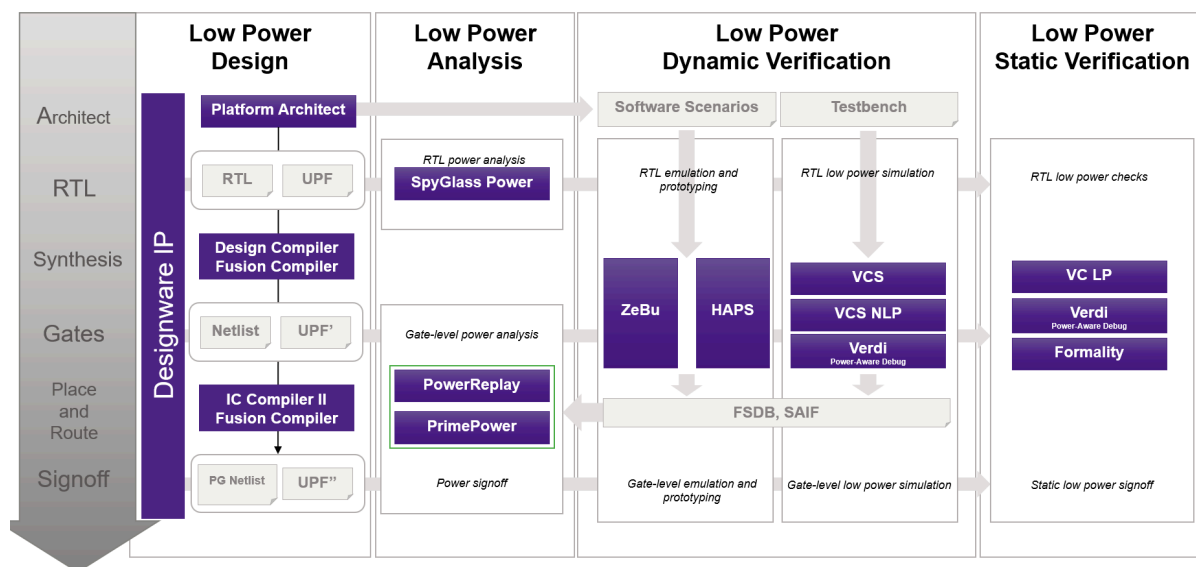 Low Power
Design
Low Power
Analysis
Low Power
Dynamic Verification
Low Power
Static Verification
Architect
RTL
Synthesis
Gates
Place
and
Route
Signoff
Designware IP
Platform Architect
RTL
UPF
Design Compiler
Fusion Compiler
Netlist
UPF'
IC Compiler II
Fusion Compiler
PG Netlist
UPF"
RTL power analysis
SpyGlass Power
Gate-level power analysis
PowerReplay
PrimePower
Power signoff
Software Scenarios
Testbench
RTL emulation and
prototyping
RTL low power simulation
ZeBu
HAPS
VCS
VCS NLP
Verdi
Power-Aware Debug
FSDB, SAIF
Gate-level emulation and
prototyping
Gate-level low power simulation
RTL low power checks
VC LP
Verdi
Power-Aware Debug
Formality
Static low power signoff